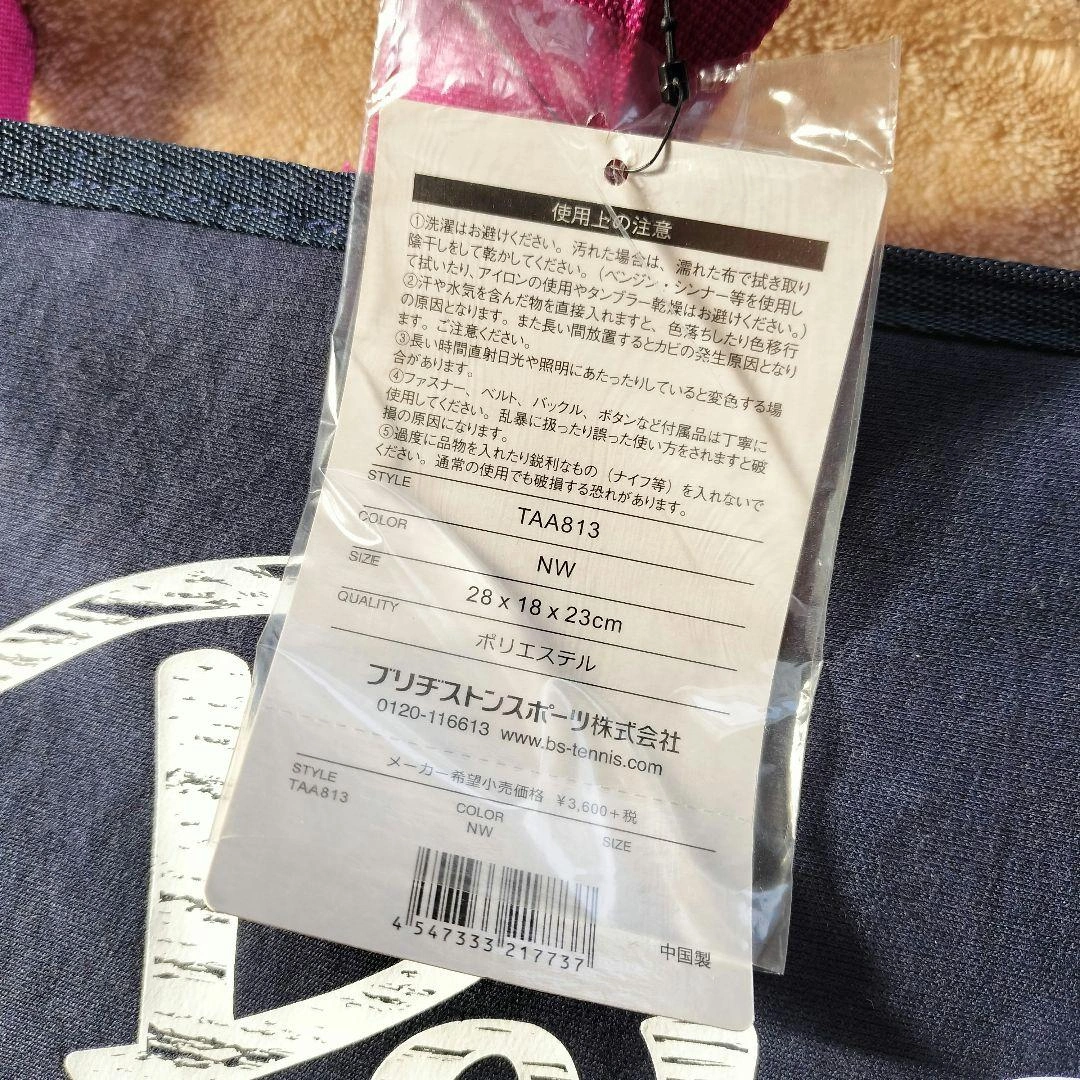 使用上の注意
①洗濯はお避けください。汚れた場合は、濡れた布で拭き取り
陰干しをして乾かしてください。(ベンジン・シンナー等を使用し
て拭いたり、アイロンの使用やタンブラー乾燥はお避けください。)
②汗や水気を含んだ物を直接入れますと、色落ちしたり色移行
の原因となります。また長い間放置するとカビの発生原因となり
ます。ご注意ください。
③長い時間直射日光や照明にあたったりしていると変色する場
合があります。
④ファスナー、ベルト、バックル、ボタンなど付属品は丁寧に
使用してください。乱暴に扱ったり誤った使い方をされますと破
損の原因になります。
⑤過度に品物を入れたり鋭利なもの(ナイフ等)を入れないで
ください。通常の使用でも破損する恐れがあります。
STYLE TAA813
COLOR NW
SIZE 28 x 18 x 23cm
QUALITY ポリエステル
ブリヂストンスポーツ株式会社
0120-116613 www.bs-tennis.com
メーカー希望小売価格 ¥3,600+税
STYLE COLOR SIZE
TAA813 NW
4 547333 217737
中国製